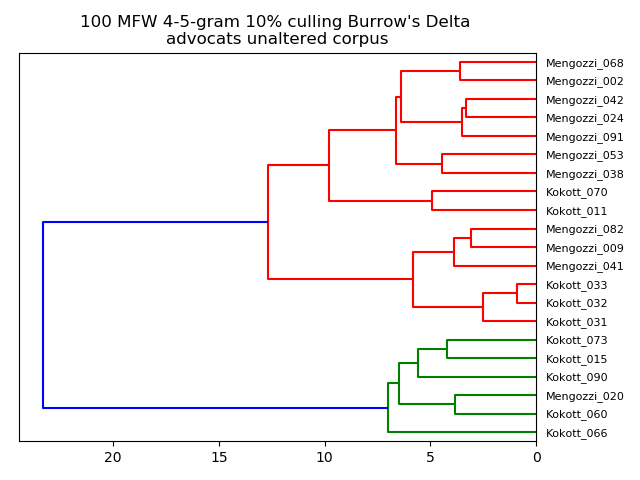 100 MFW 4-5-gram 10% culling Burrow's Delta
advocats unaltered corpus
Mengozzi_068
Mengozzi_002
Mengozzi_042
Mengozzi_024
Mengozzi_091
Mengozzi_053
Mengozzi_038
Kokott_070
Kokott_011
Mengozzi_082
Mengozzi_009
Mengozzi_041
Kokott_033
Kokott_032
Kokott_031
Kokott_073
Kokott_015
Kokott_090
Mengozzi_020
Kokott_060
Kokott_066
20 15 10 5 0